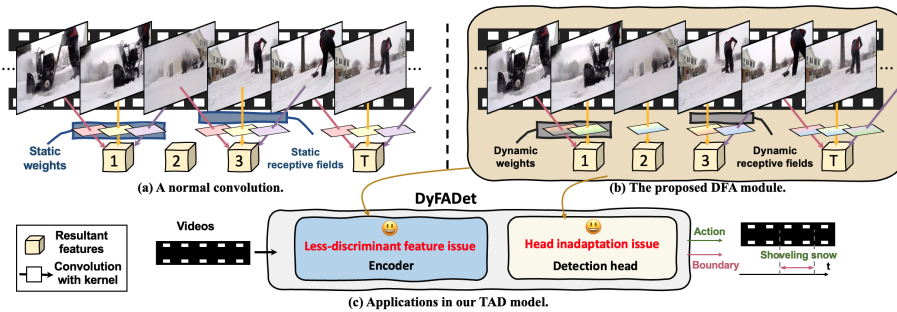 ...
...
...
...
Static
weights
1
2
3
T
Static
receptive fields
Dynamic
weights
1
2
3
T
Dynamic
receptive fields
(a) A normal convolution.
(b) The proposed DFA module.
DyFADet
Resultant
features
Convolution
with kernel
Videos
Less-discriminant feature issue
Encoder
Head inadaptation issue
Detection head
Action
Boundary
Shoveling snow
t
(c) Applications in our TAD model.